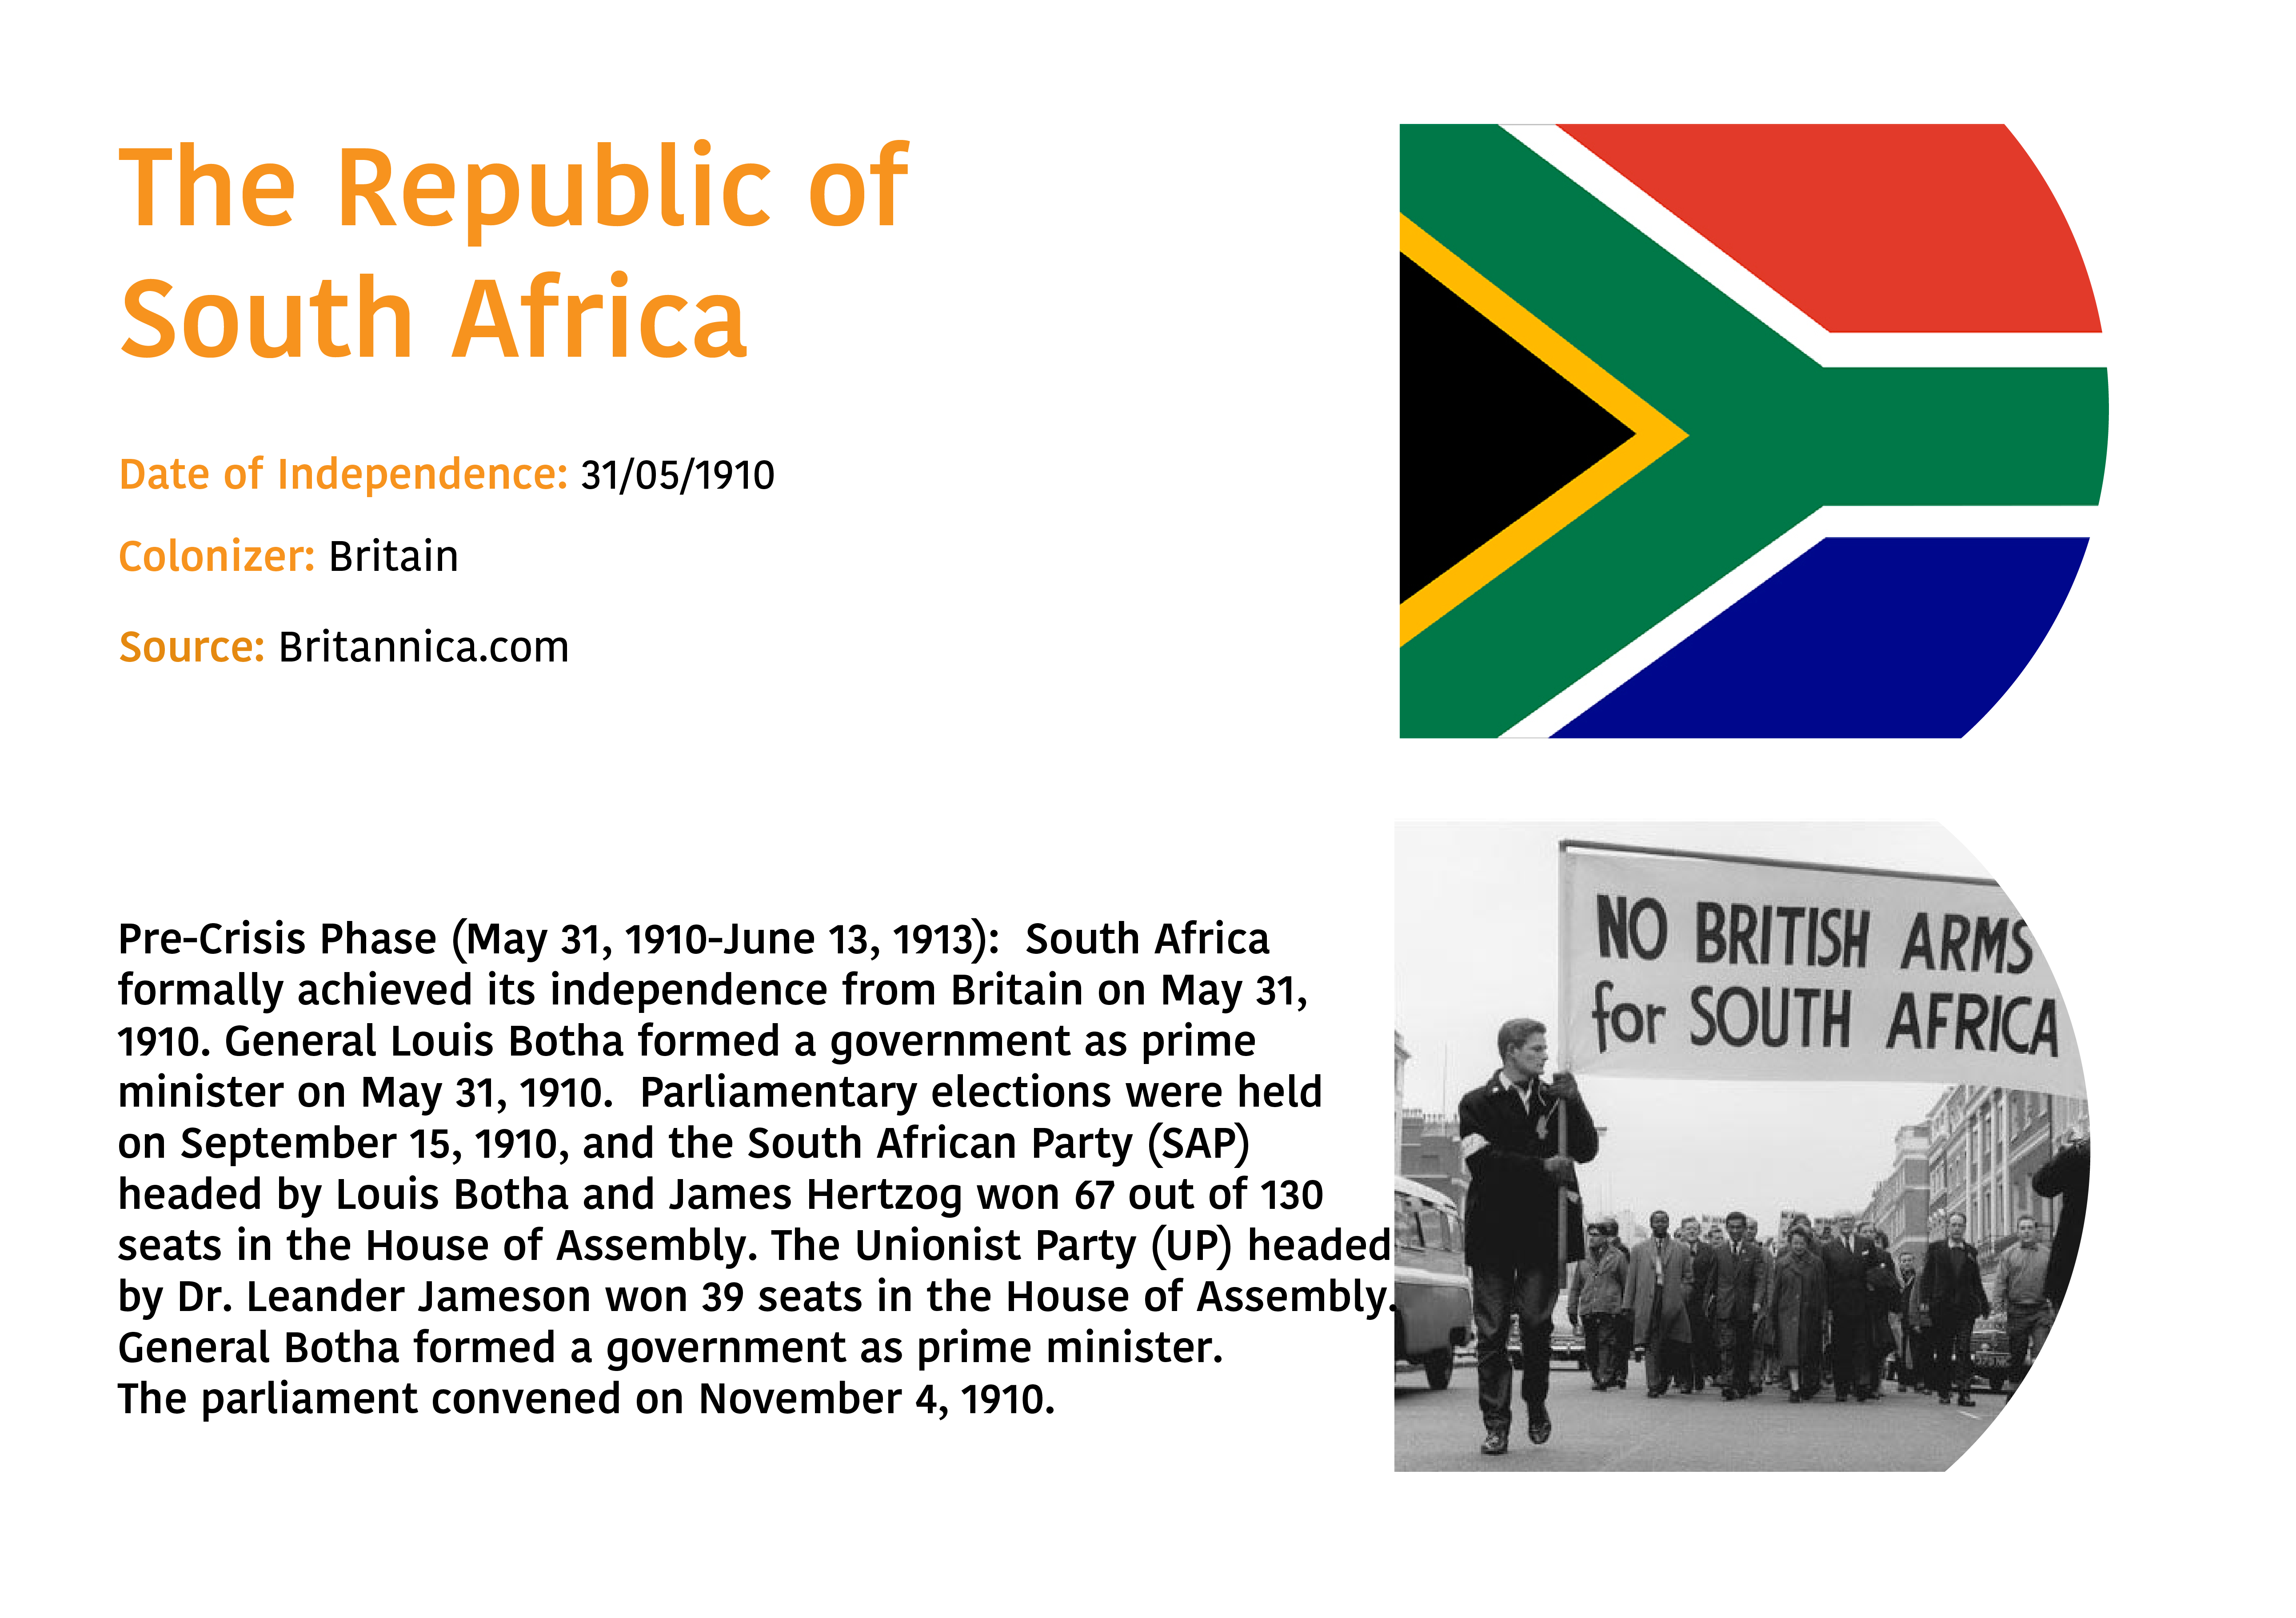 The Republic of
South Africa
Date of Independence: 31/05/1910
Colonizer: Britain
Source: Britannica.com
Pre-Crisis Phase (May 31, 1910-June 13, 1913):  South Africa
formally achieved its independence from Britain on May 31,
1910. General Louis Botha formed a government as prime
minister on May 31, 1910.  Parliamentary elections were held
on September 15, 1910, and the South African Party (SAP)
headed by Louis Botha and James Hertzog won 67 out of 130
seats in the House of Assembly. The Unionist Party (UP) headed
by Dr. Leander Jameson won 39 seats in the House of Assembly.
General Botha formed a government as prime minister.
The parliament convened on November 4, 1910.
NO BRITISH ARMS
for SOUTH AFRICA